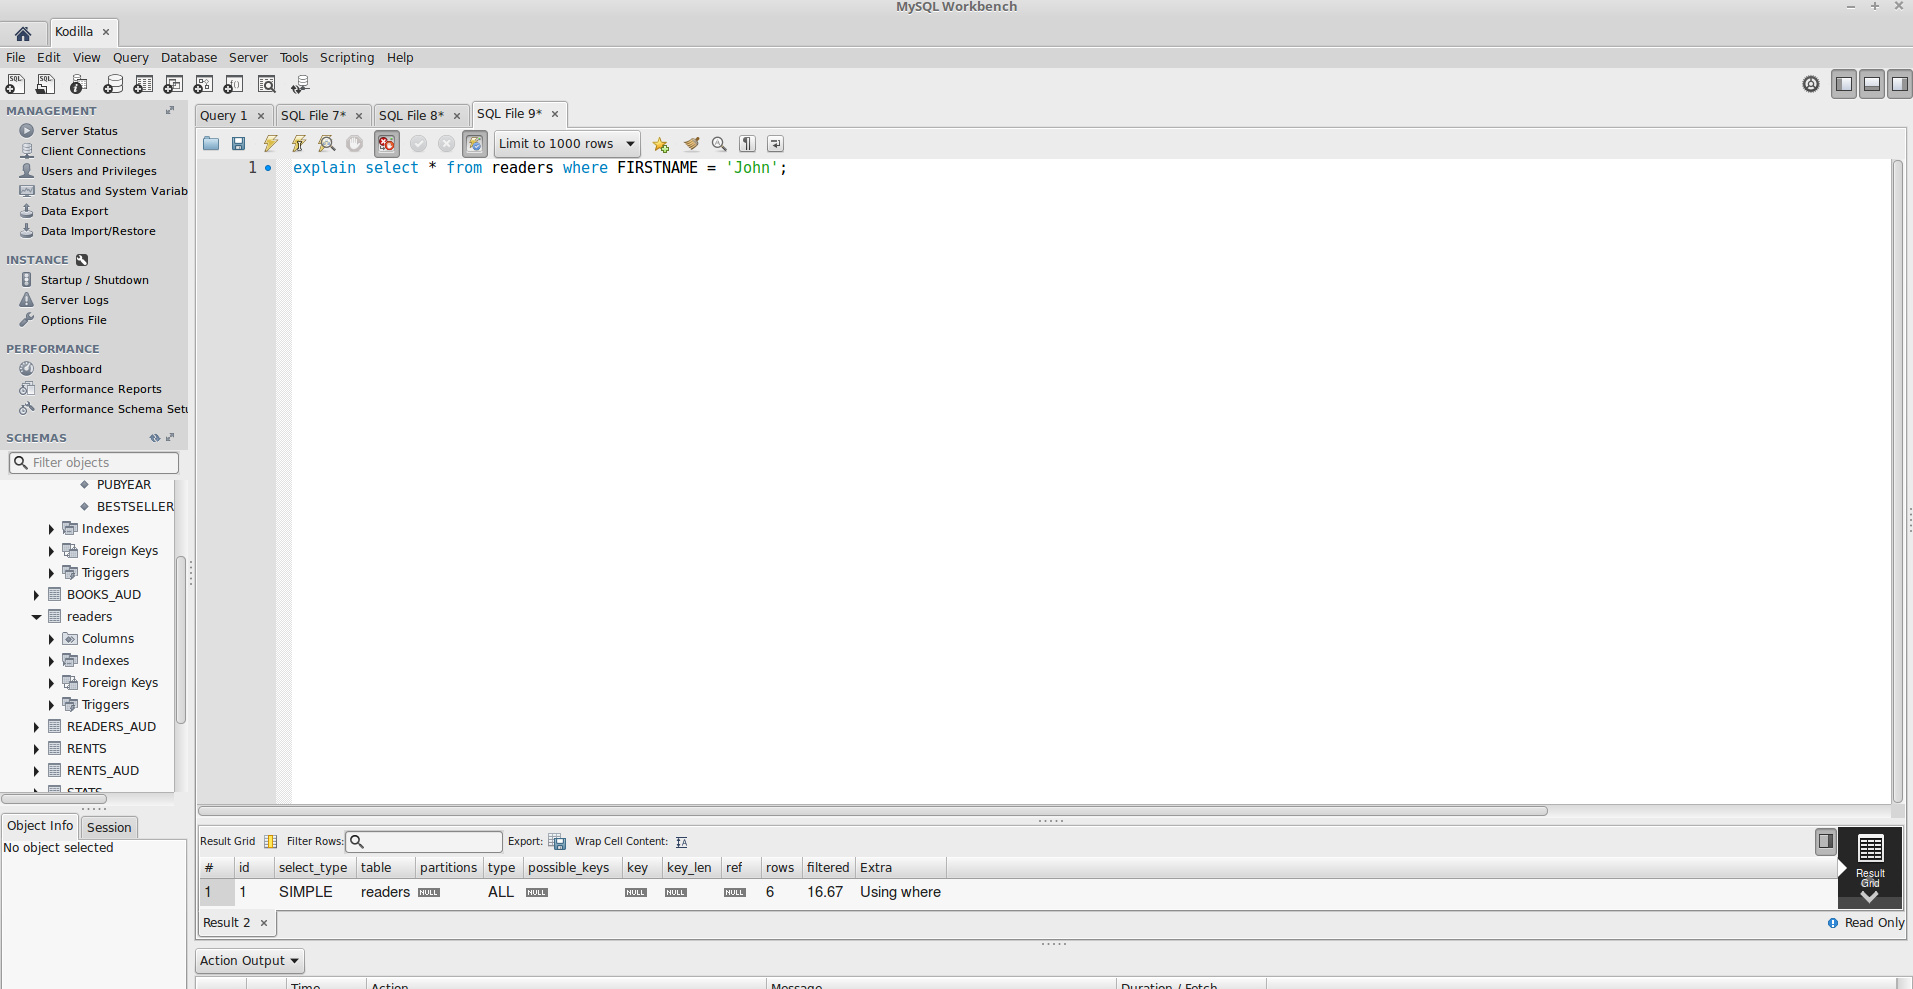 MySQL Workbench
Kodilla ×
File Edit View Query Database Server Tools Scripting Help
MANAGEMENT
Server Status
Client Connections
Users and Privileges
Status and System Variab
Data Export
Data Import/Restore
INSTANCE
Startup / Shutdown
Server Logs
Options File
PERFORMANCE
Dashboard
Performance Reports
Performance Schema Setu
SCHEMAS
Filter objects
PUBYEAR
BESTSELLER
Indexes
Foreign Keys
Triggers
BOOKS_AUD
readers
Columns
Indexes
Foreign Keys
Triggers
READERS_AUD
RENTS
RENTS_AUD
STATS
Object Info Session
No object selected
Query 1 × SQL File 7* × SQL File 8* × SQL File 9* ×
Limit to 1000 rows
1 explain select * from readers where FIRSTNAME = 'John';
Result Grid Filter Rows: Export: Wrap Cell Content:
# id select_type table partitions type possible_keys key key_len ref rows filtered Extra
1 1 SIMPLE readers NULL ALL NULL NULL NULL NULL 6 16.67 Using where
Result
Grid
Result 2 × Read Only
Action Output
Time Action Message Duration / Fetch